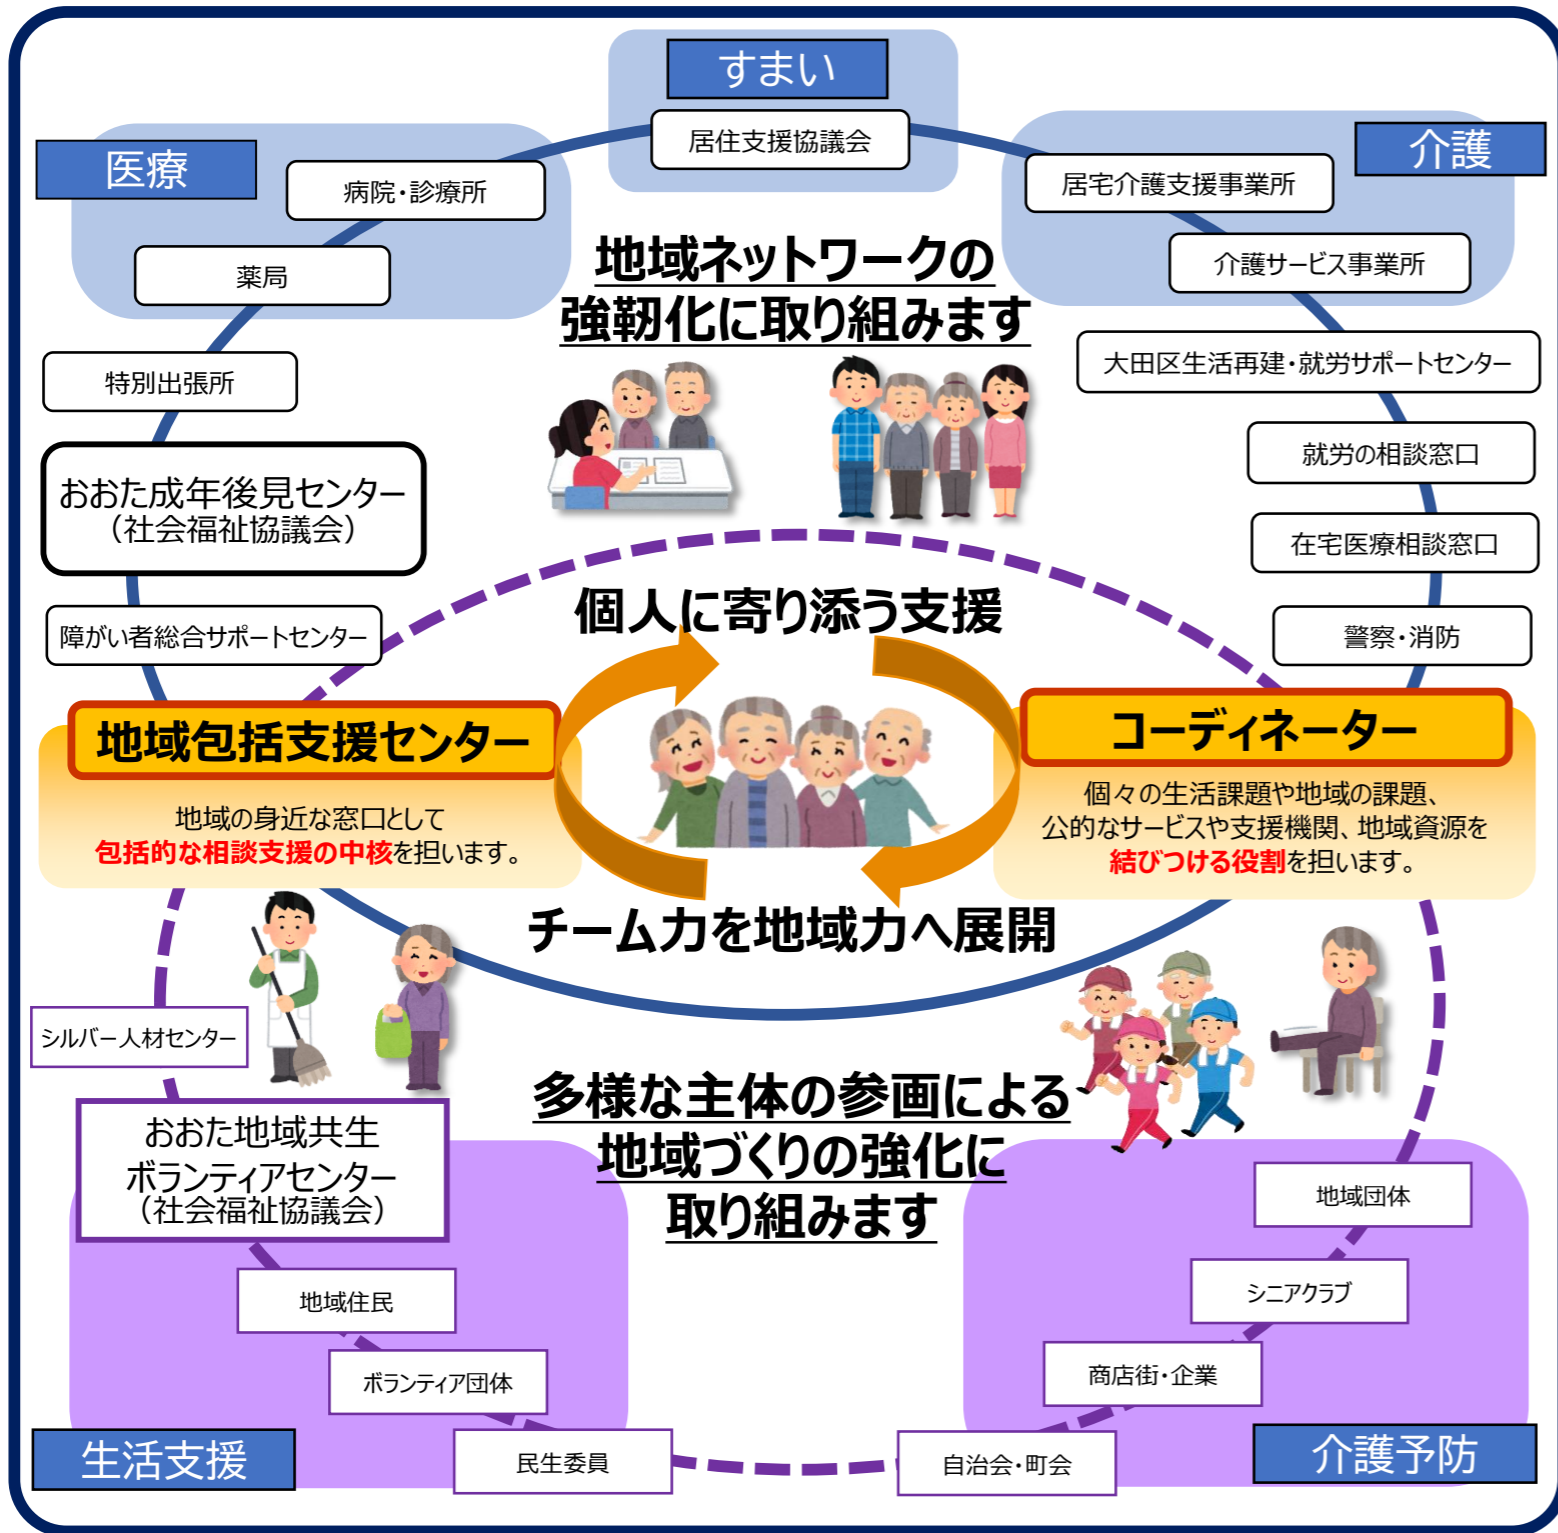 すまい
居住支援協議会
医療
病院・診療所
薬局
介護
居宅介護支援事業所
介護サービス事業所
地域ネットワークの
強靭化に取り組みます
特別出張所
おおた成年後見センター
（社会福祉協議会）
障がい者総合サポートセンター
大田区生活再建・就労サポートセンター
就労の相談窓口
在宅医療相談窓口
警察・消防
個人に寄り添う支援
地域包括支援センター
地域の身近な窓口として
包括的な相談支援の中核を担います。
コーディネーター
個々の生活課題や地域の課題、
公的なサービスや支援機関、地域資源を
結びつける役割を担います。
チーム力を地域力へ展開
シルバー人材センター
おおた地域共生
ボランティアセンター
（社会福祉協議会）
多様な主体の参画による
地域づくりの強化に
取り組みます
地域住民
ボランティア団体
民生委員
生活支援
地域団体
シニアクラブ
商店街・企業
自治会・町会
介護予防